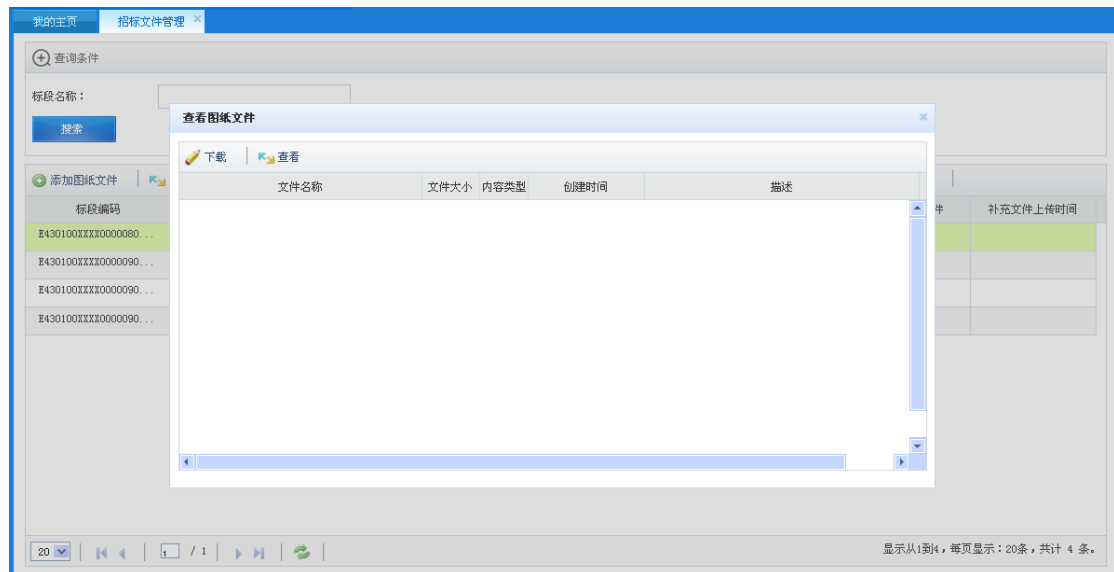 我的主页 招标文件管理 ×
查询条件
标段名称：
搜索
查看图纸文件 ×
下载 查看
文件名称 文件大小 内容类型 创建时间 描述
添加图纸文件
标段编码 件 补充文件上传时间
E430100XXXX0000080...
E430100XXXX0000090...
E430100XXXX0000090...
E430100XXXX0000090...
20 1 / 1 显示从1到4，每页显示：20条，共计 4 条。